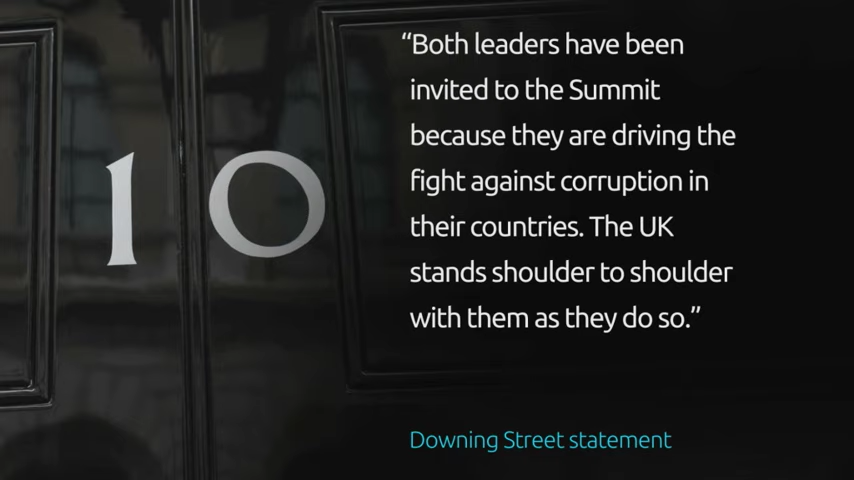 10
“Both leaders have been
invited to the Summit
because they are driving the
fight against corruption in
their countries. The UK
stands shoulder to shoulder
with them as they do so.”
Downing Street statement